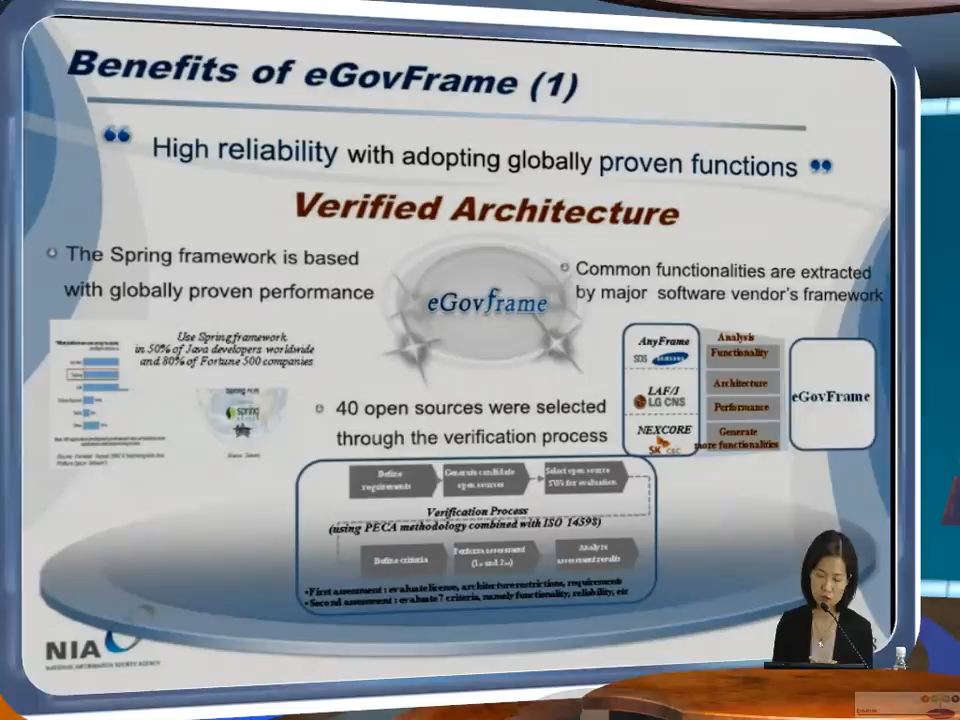 Benefits of eGovFrame (1)
“ High reliability with adopting globally proven functions ”
Verified Architecture
The Spring framework is based
with globally proven performance
Use Springframework
in 50% of Java developers worldwide
and 80% of Fortune 500 companies
spring
eGovframe
Common functionalities are extracted
by major software vendor's framework
AnyFrame
SDS SAMSUNG
LAF/J
LG CNS
NEXCORE
SK C&C
Analysis
Functionality
Architecture
Performance
Generate
more functionalities
eGovFrame
40 open sources were selected
through the verification process
Define
requirements
Generate candidate
open sources
Select open source
SWs for evaluation
Verification Process
(using PECA methodology combined with ISO 14598)
Define criteria
Perform assessment
Analyze
assessment results
•First assessment : evaluate license, architecture restrictions, requirements
•Second assessment : evaluate 7 criteria, namely functionality, reliability, etc
NIA
NATIONAL INFORMATION SOCIETY AGENCY